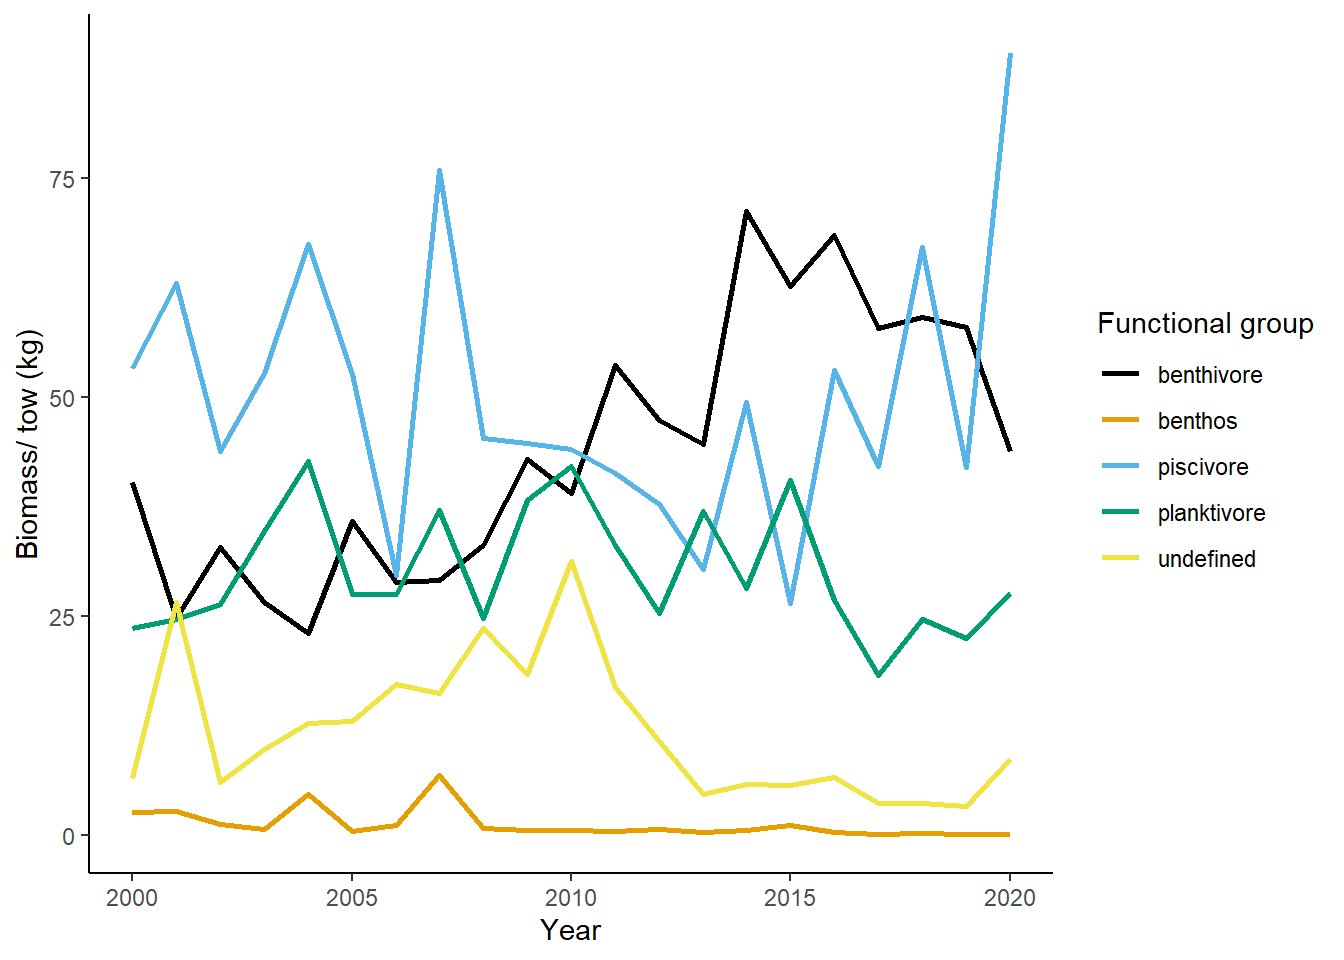 Biomass/ tow (kg)
75
50
25
0
2000 2005 2010 2015 2020
Year
Functional group
benthivore
benthos
piscivore
planktivore
undefined